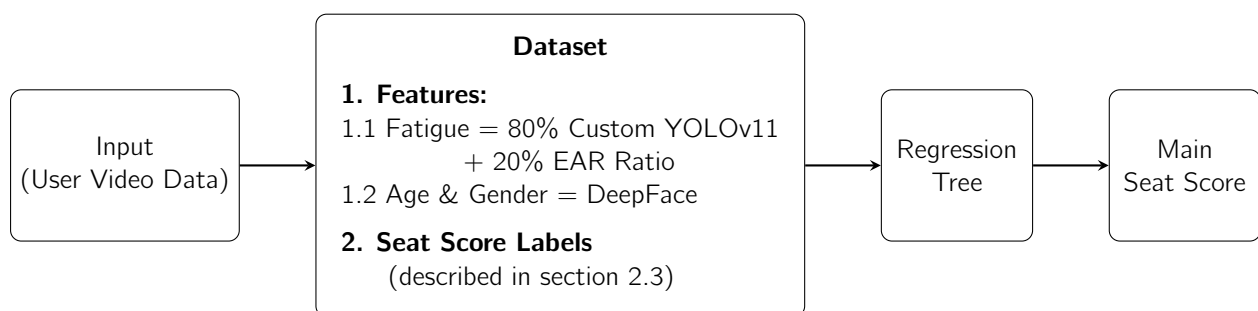 Input
(User Video Data)
Dataset
1. Features:
1.1 Fatigue = 80% Custom YOLOv11
+ 20% EAR Ratio
1.2 Age & Gender = DeepFace
2. Seat Score Labels
(described in section 2.3)
Regression
Tree
Main
Seat Score